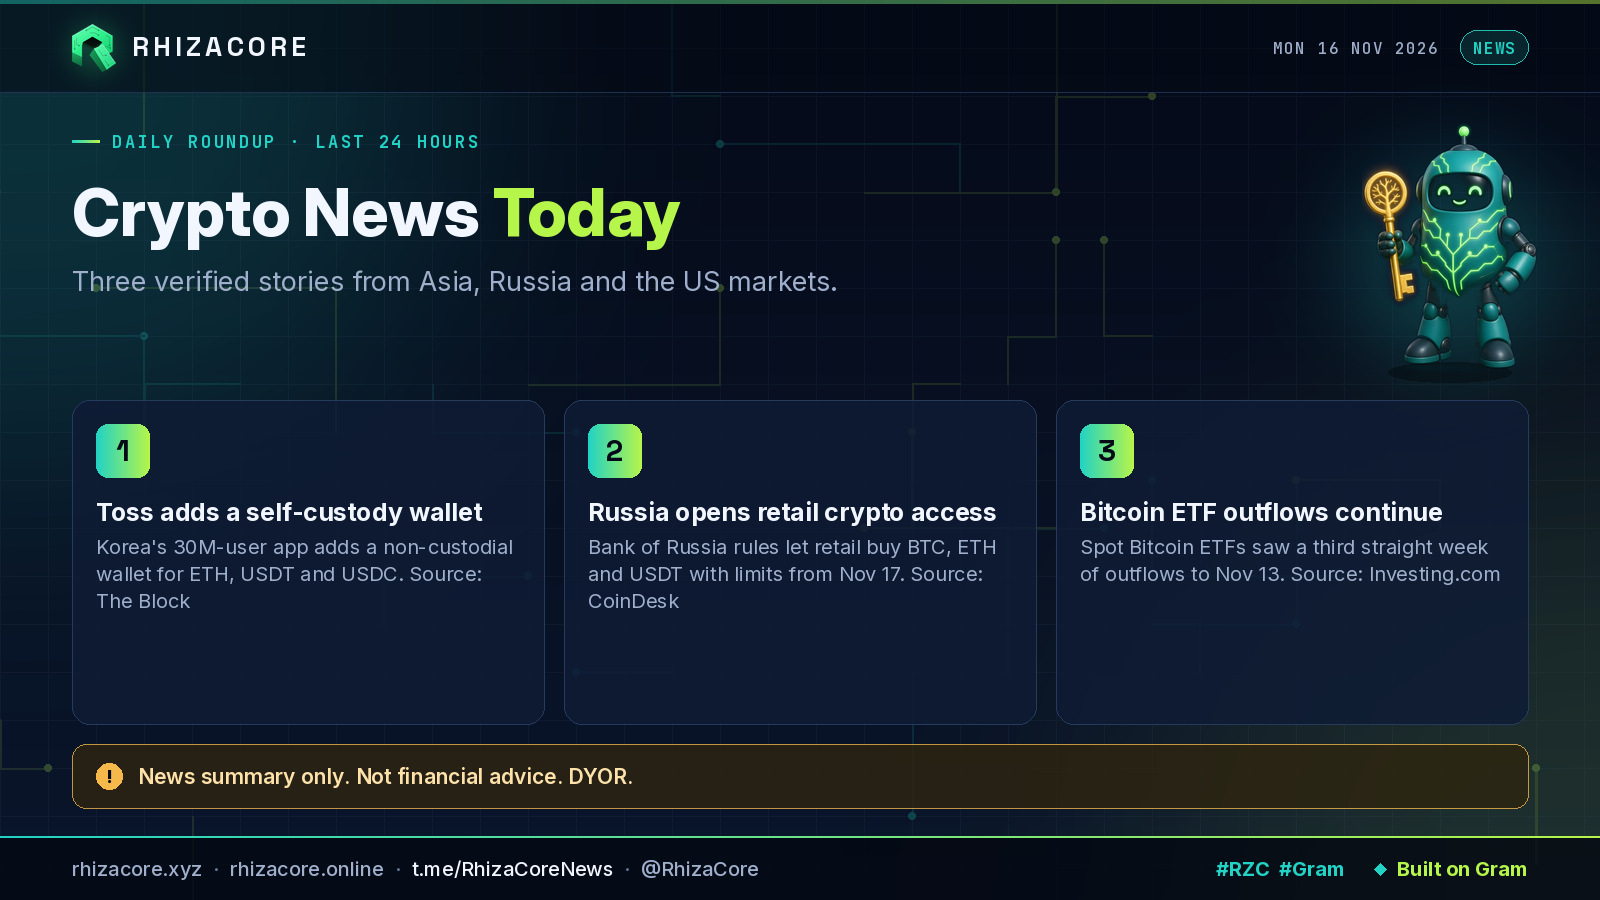 RHIZACORE
MON 16 NOV 2026
NEWS
DAILY ROUNDUP · LAST 24 HOURS
Crypto News Today
Three verified stories from Asia, Russia and the US markets.
1
Toss adds a self-custody wallet
Korea's 30M-user app adds a non-custodial
wallet for ETH, USDT and USDC. Source:
The Block
2
Russia opens retail crypto access
Bank of Russia rules let retail buy BTC, ETH
and USDT with limits from Nov 17. Source:
CoinDesk
3
Bitcoin ETF outflows continue
Spot Bitcoin ETFs saw a third straight week
of outflows to Nov 13. Source: Investing.com
! News summary only. Not financial advice. DYOR.
rhizacore.xyz · rhizacore.online · t.me/RhizaCoreNews · @RhizaCore
#RZC #Gram ◆ Built on Gram